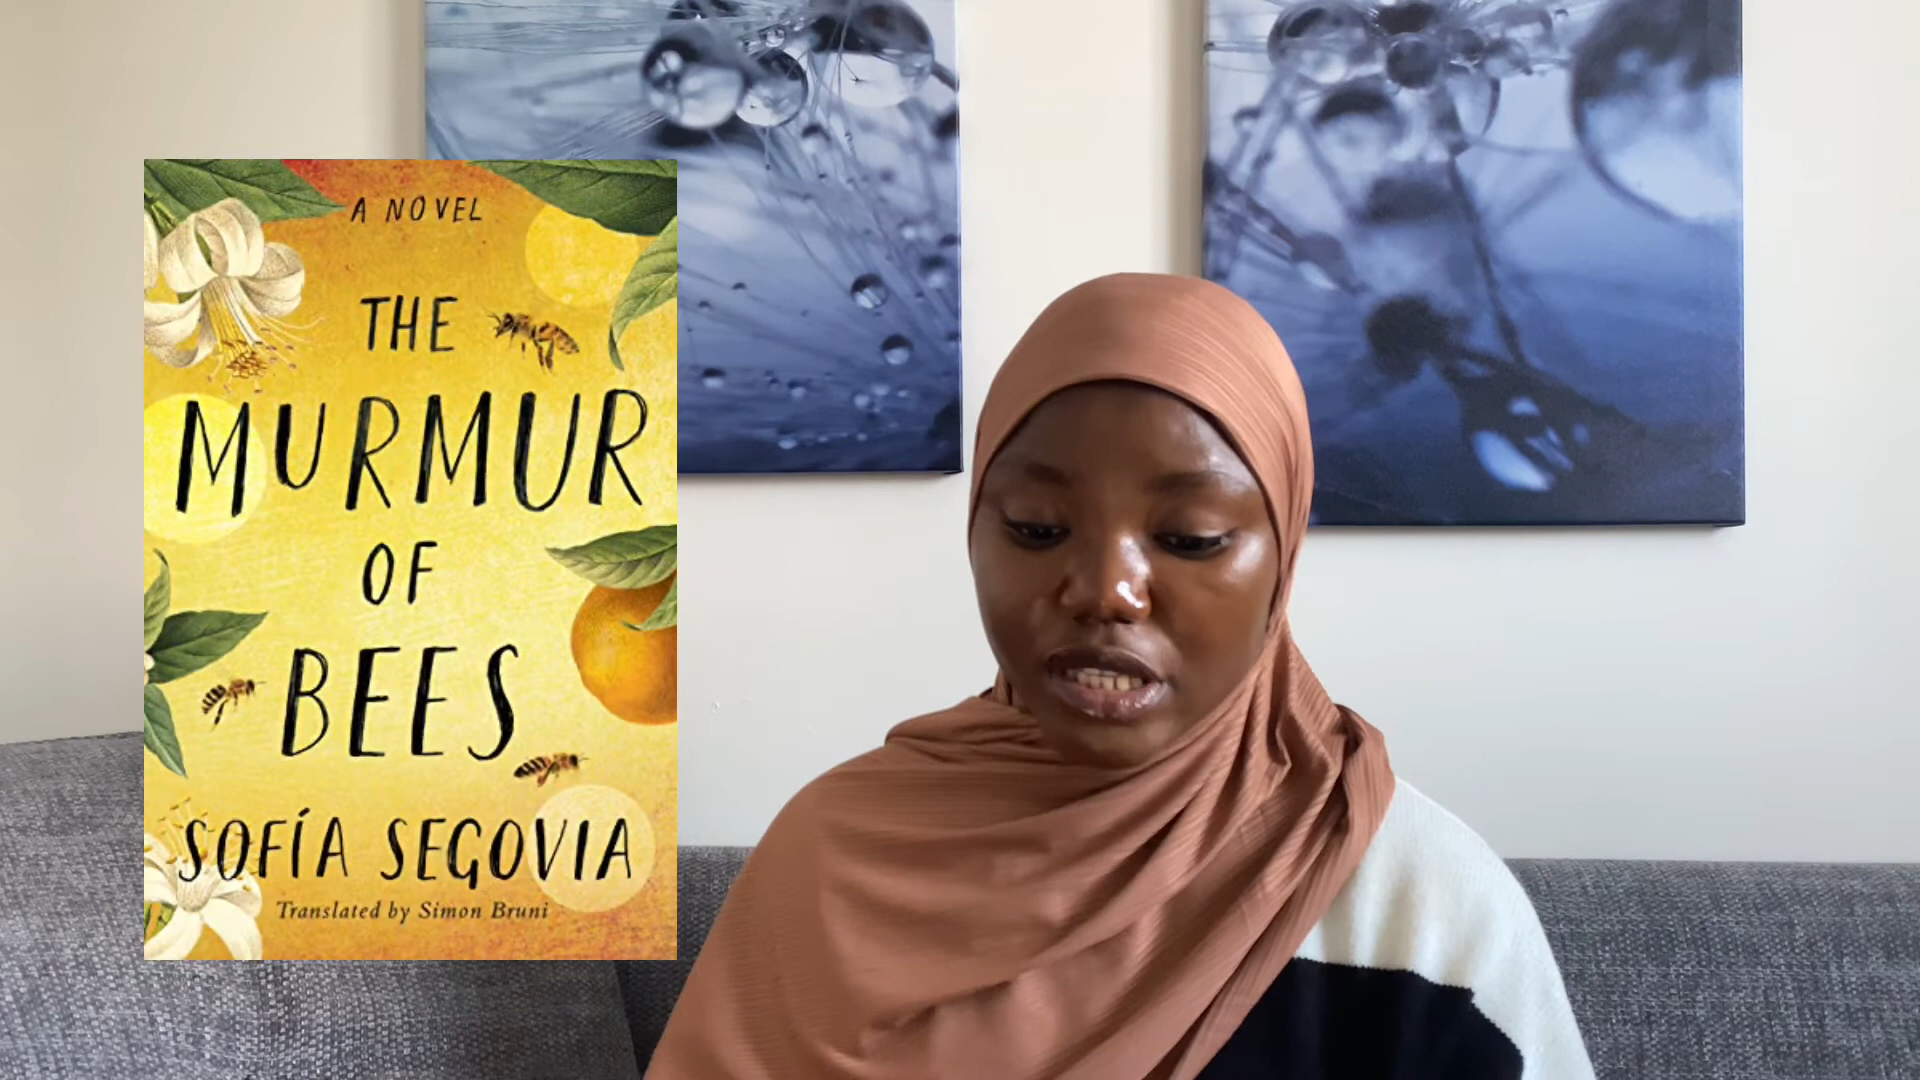 A NOVEL
THE
MURMUR
OF
BEES
SOFÍA SEGOVIA
Translated by Simon Bruni